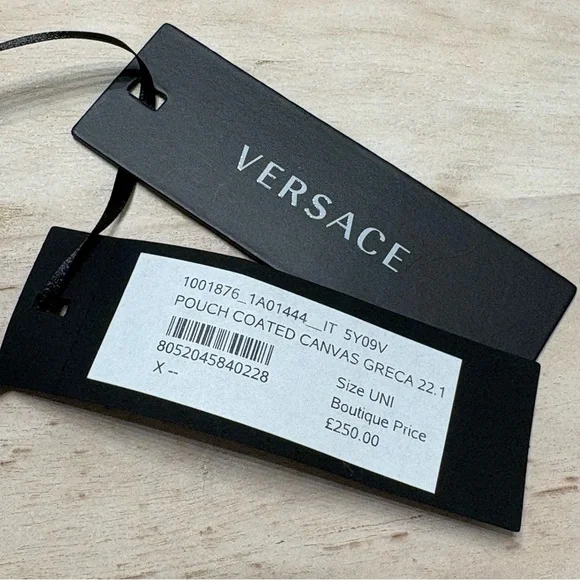 VERSACE
1001876_1A01444__IT 5Y09V
POUCH COATED CANVAS GRECA 22.1
8052045840228
X --
Size UNI
Boutique Price
£250.00